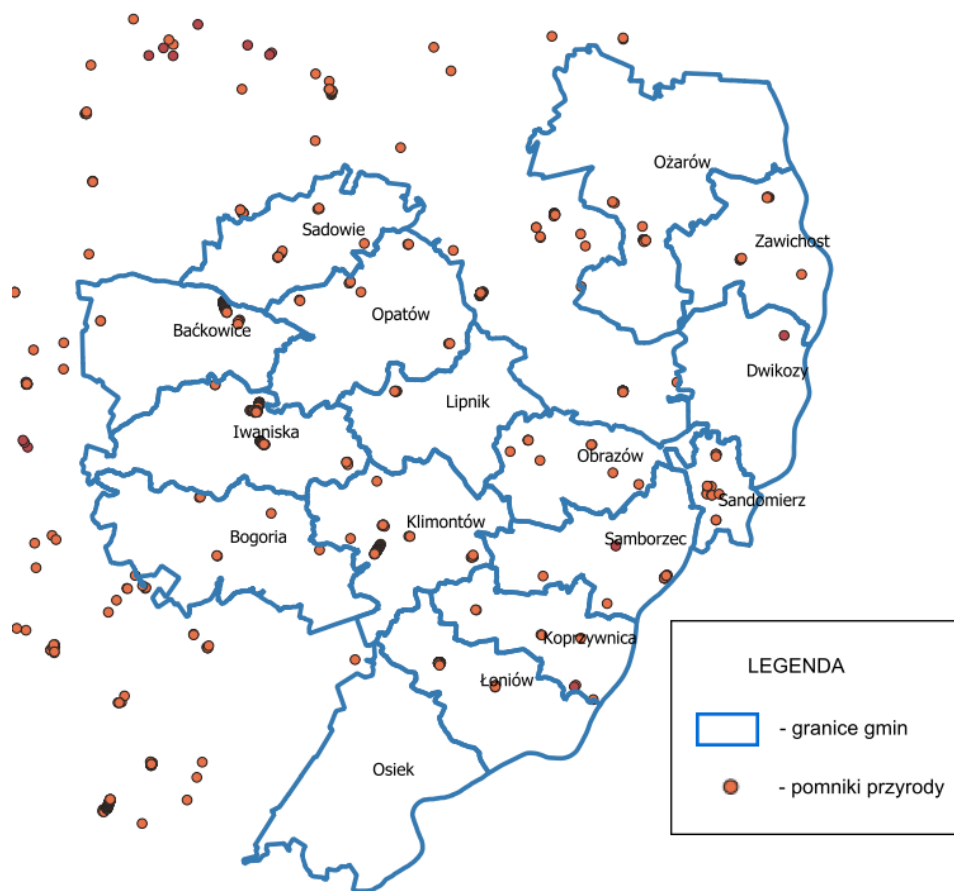 Ożarów
Sadowie
Zawichost
Opatów
Baćkowice
Dwikozy
Lipnik
Iwaniska
Obrazów
Sandomierz
Klimontów
Bogoria
Samborzec
Koprzywnica
Łoniów
Osiek
LEGENDA
- granice gmin
- pomniki przyrody